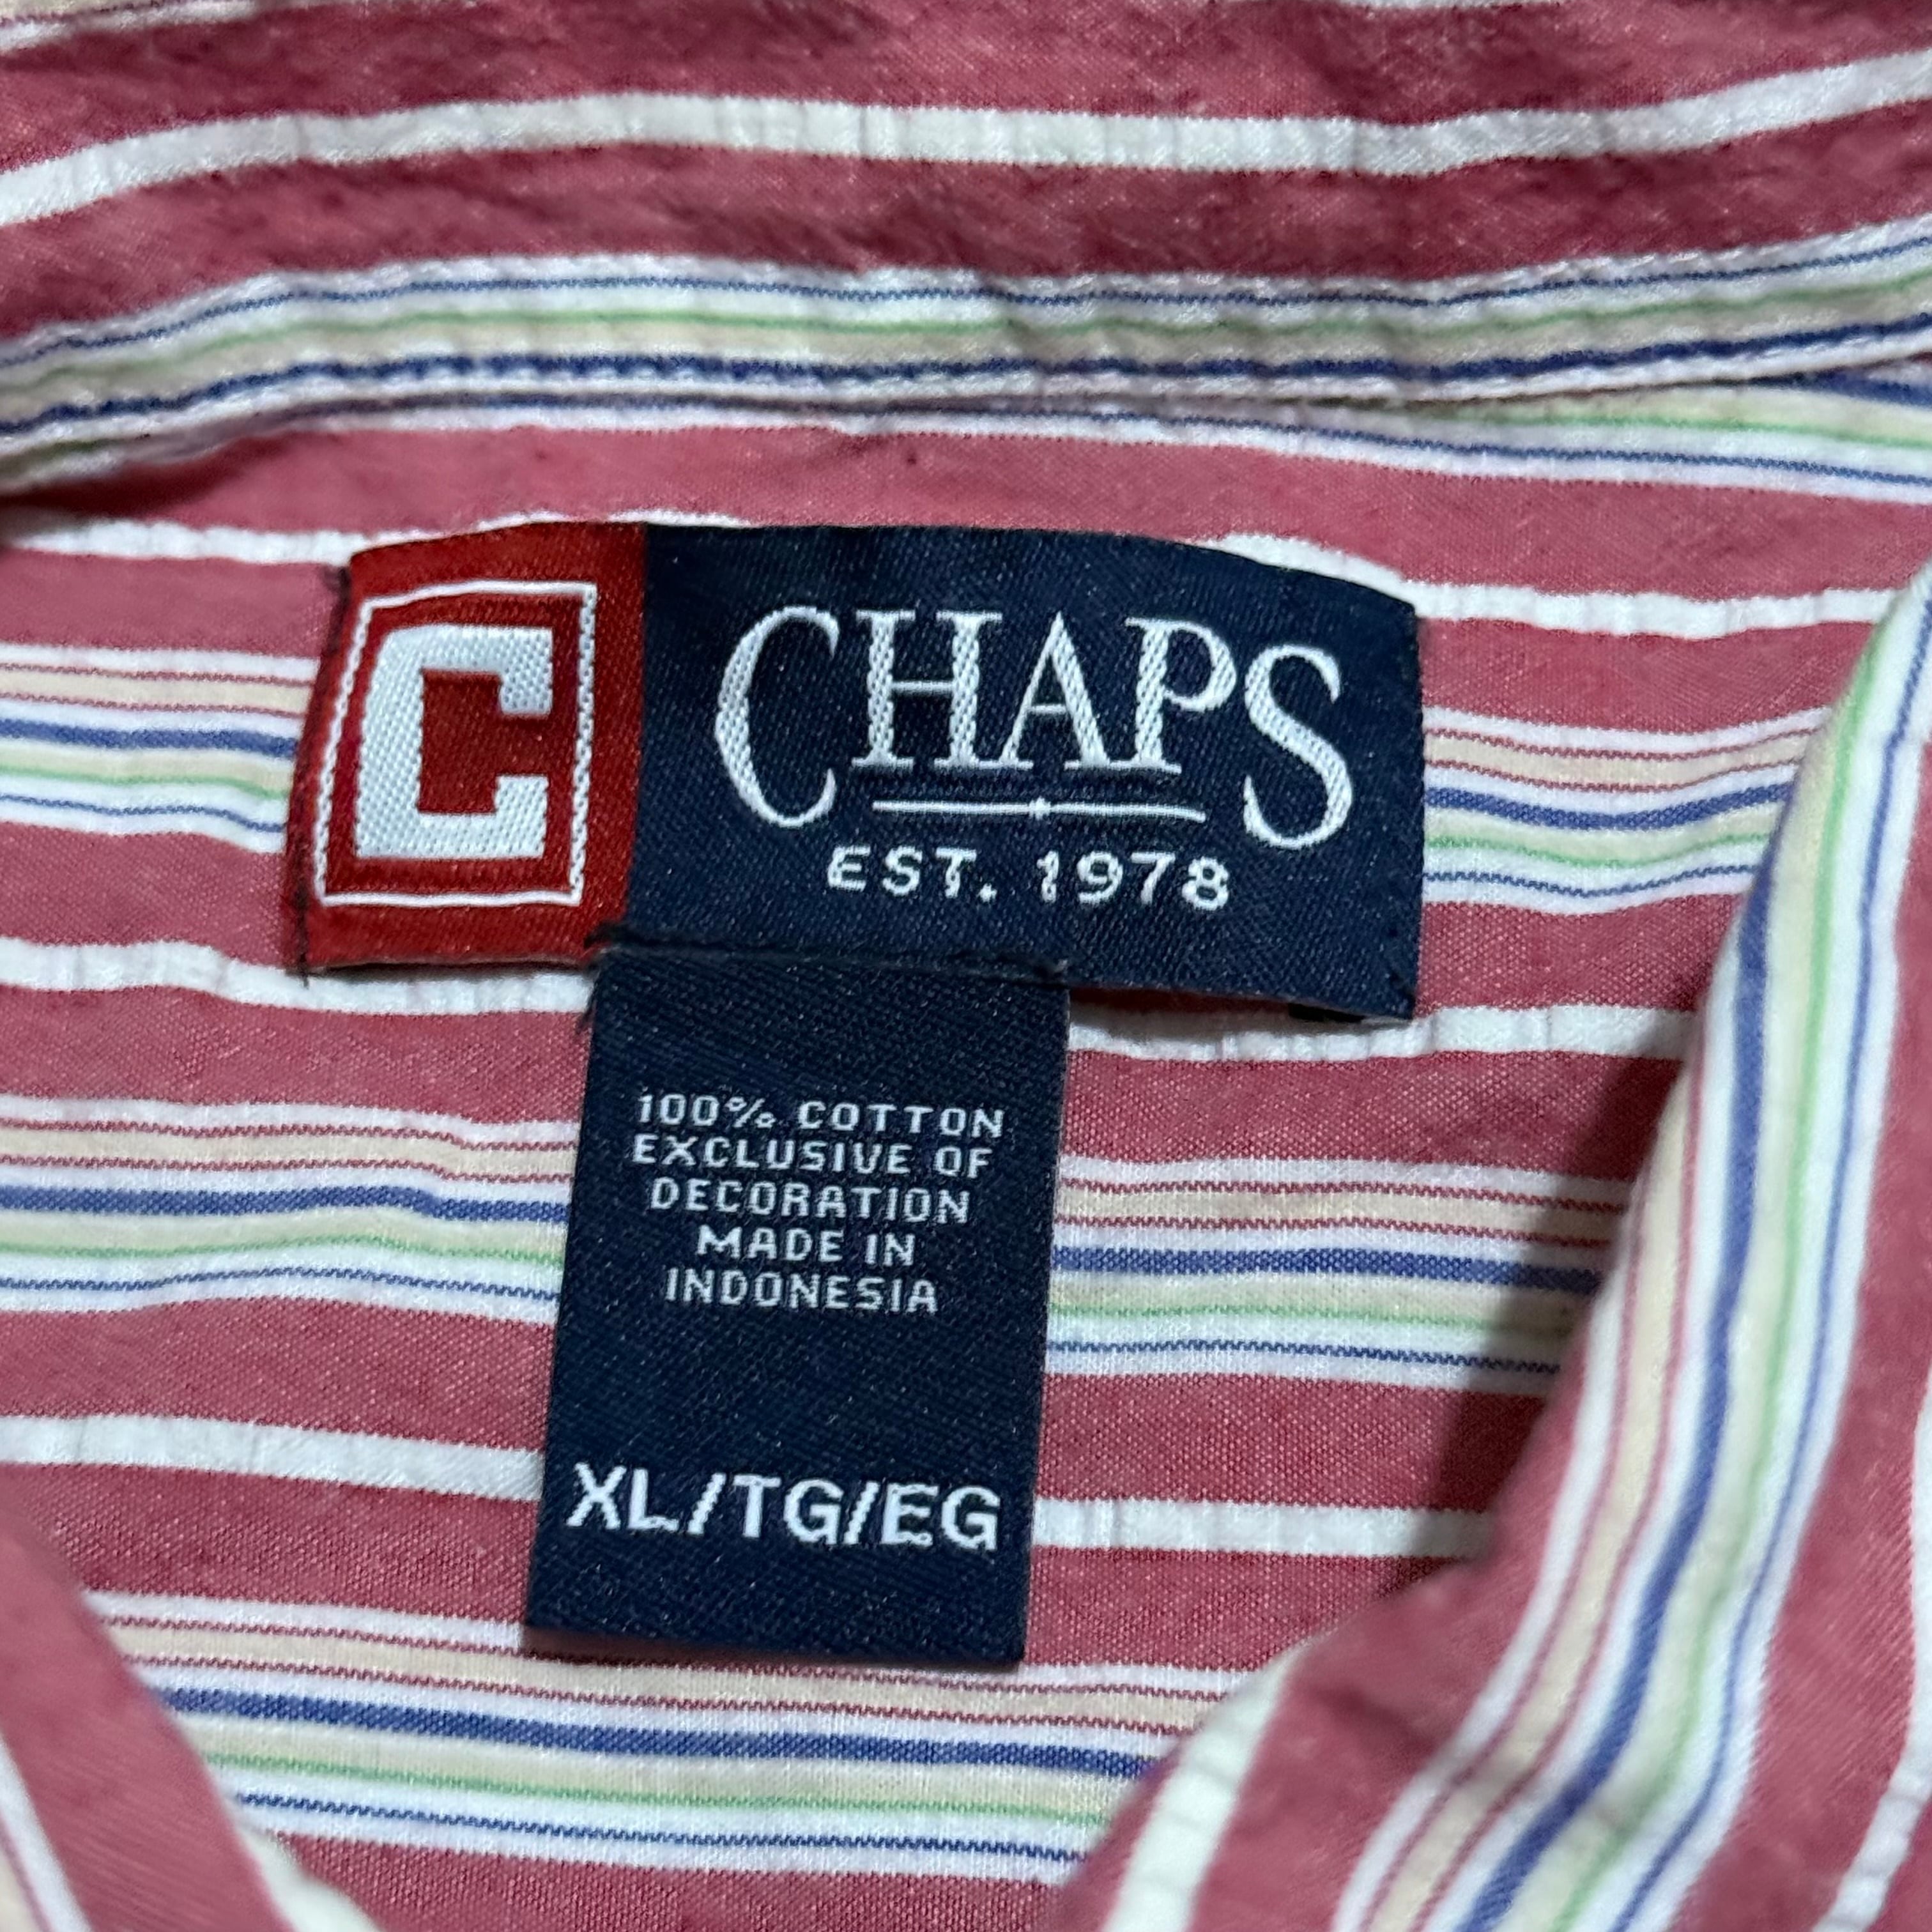 C
CHAPS
EST. 1978
100% COTTON
EXCLUSIVE OF
DECORATION
MADE IN
INDONESIA
XL/TG/EG